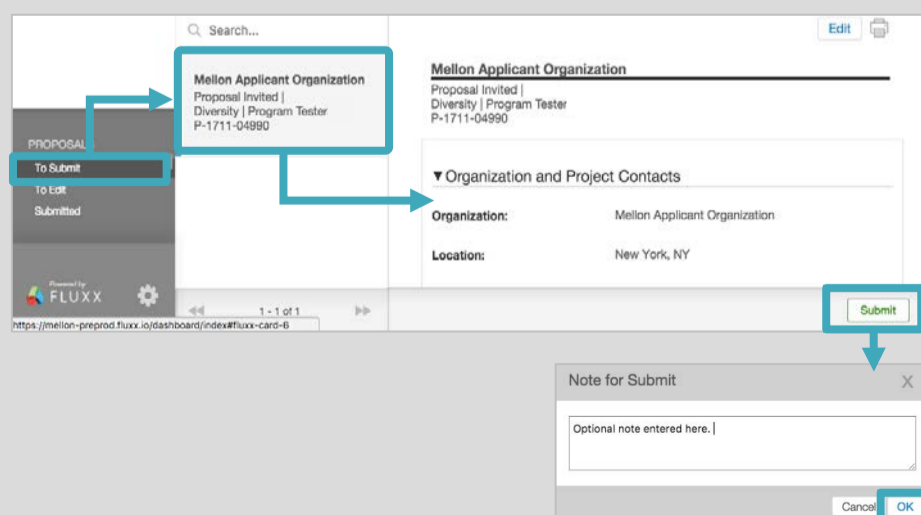 Search...
Edit
Mellon Applicant Organization
Proposal Invited |
Diversity | Program Tester
P-1711-04990
Mellon Applicant Organization
Proposal Invited |
Diversity | Program Tester
P-1711-04990
PROPOSALS
To Submit
To Edit
Submitted
▼Organization and Project Contacts
Organization: Mellon Applicant Organization
Location: New York, NY
Powered by
FLUXX
1 - 1 of 1
Submit
https://mellon-preprod.fluxx.io/dashboard/index#fluxx-card-6
Note for Submit X
Optional note entered here.
Cancel OK